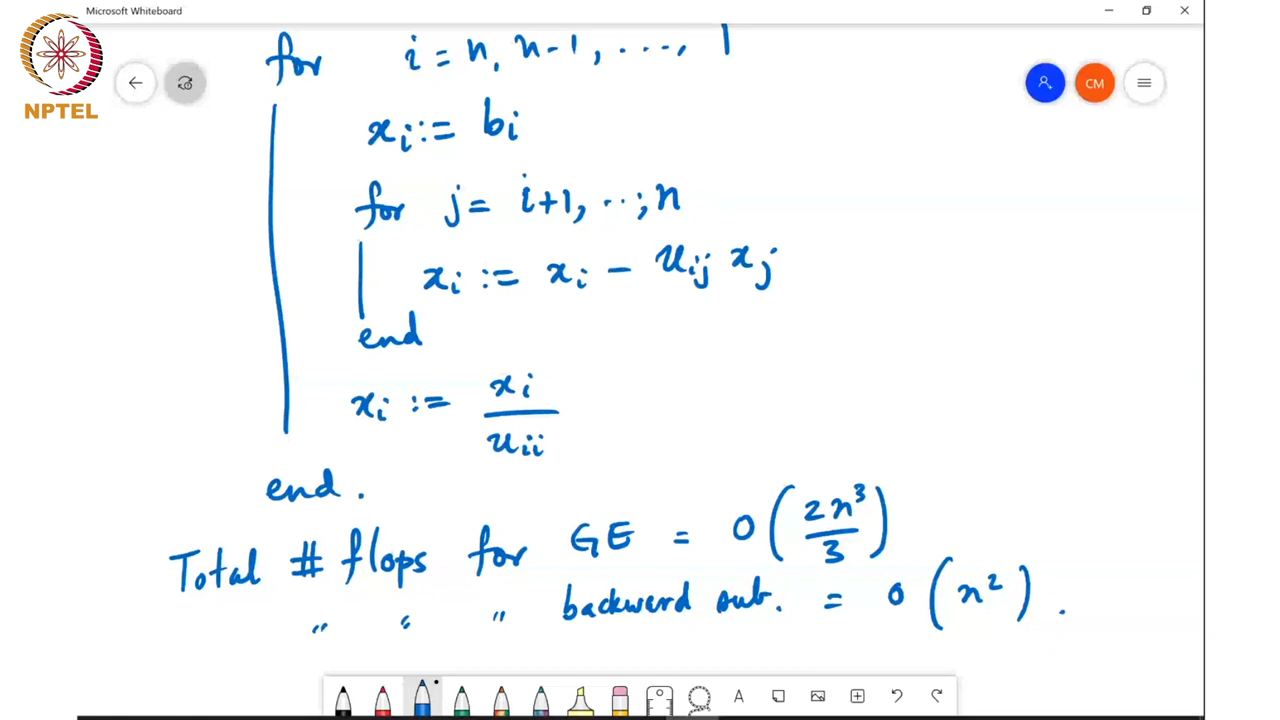 Microsoft Whiteboard
NPTEL
CM
for i = n, n-1, ...., 1
xi := bi
for j = i+1, ..., n
xi := xi - uij xj
end
xi := xi / uii
end.
Total # flops for GE = O(2n³/3)
" " " backward sub. = O(n²).
A